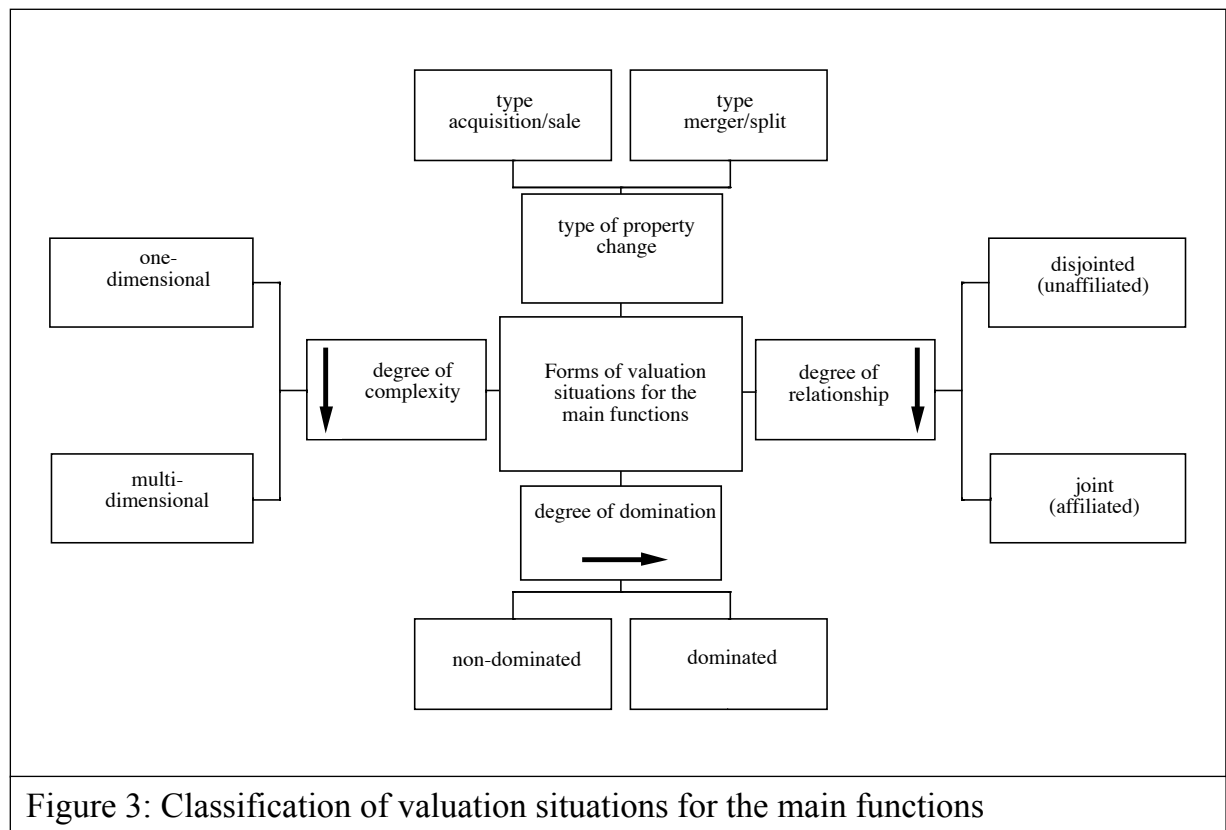 type
acquisition/sale
type
merger/split
type of property
change
one-
dimensional
disjointed
(unaffiliated)
degree of
complexity
Forms of valuation
situations for the
main functions
degree of
relationship
multi-
dimensional
joint
(affiliated)
degree of domination
non-dominated
dominated
Figure 3: Classification of valuation situations for the main functions